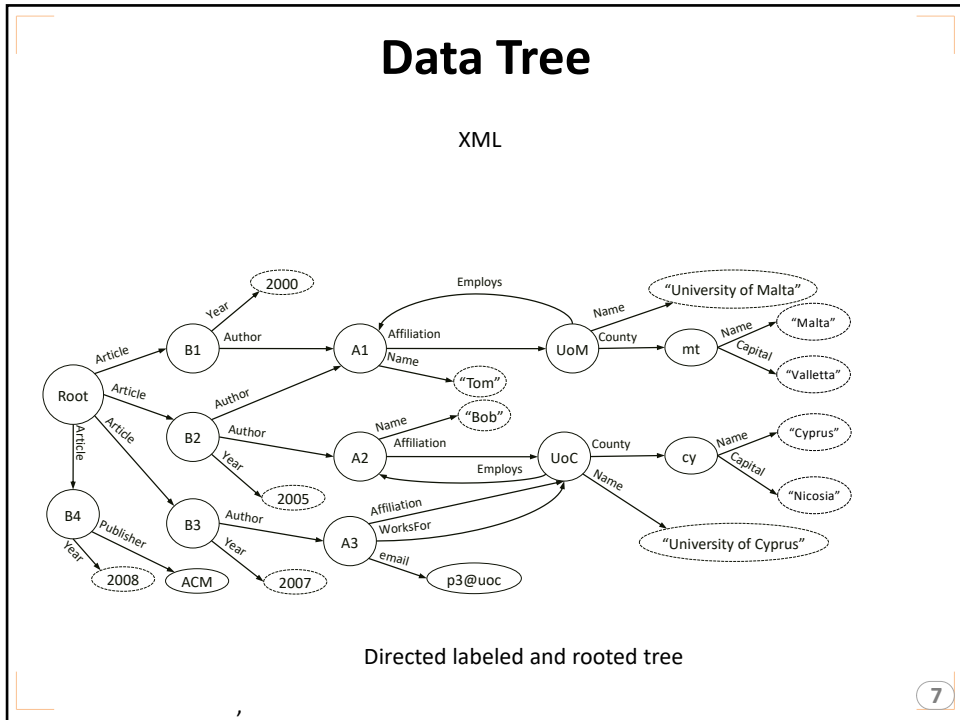 Data Tree
XML
2000
Employs
"University of Malta"
Year
Name
"Malta"
Name
Author
Affiliation
County
Article
B1
A1
UoM
mt
Capital
Name
"Valletta"
Root
Article
Author
"Tom"
"Bob"
Article
Name
"Cyprus"
Article
B2
Author
Affiliation
County
Name
A2
UoC
cy
Employs
Capital
Year
Name
"Nicosia"
2005
Affiliation
B4
Publisher
B3
Author
WorksFor
A3
"University of Cyprus"
Year
Year
email
2008
ACM
2007
p3@uoc
Directed labeled and rooted tree
,
7